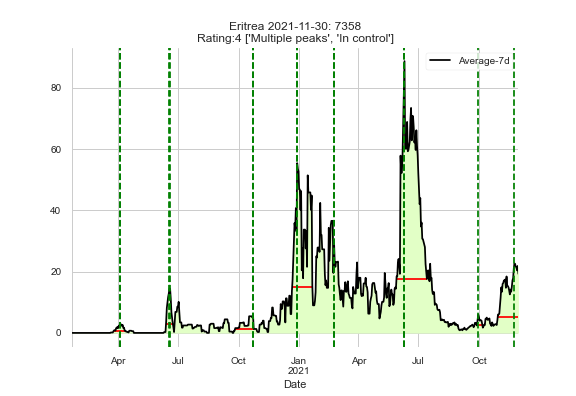 Eritrea 2021-11-30: 7358
Rating:4 ['Multiple peaks', 'In control']
Average-7d
80
60
40
20
0
Apr Jul Oct Jan Apr Jul Oct
2021
Date